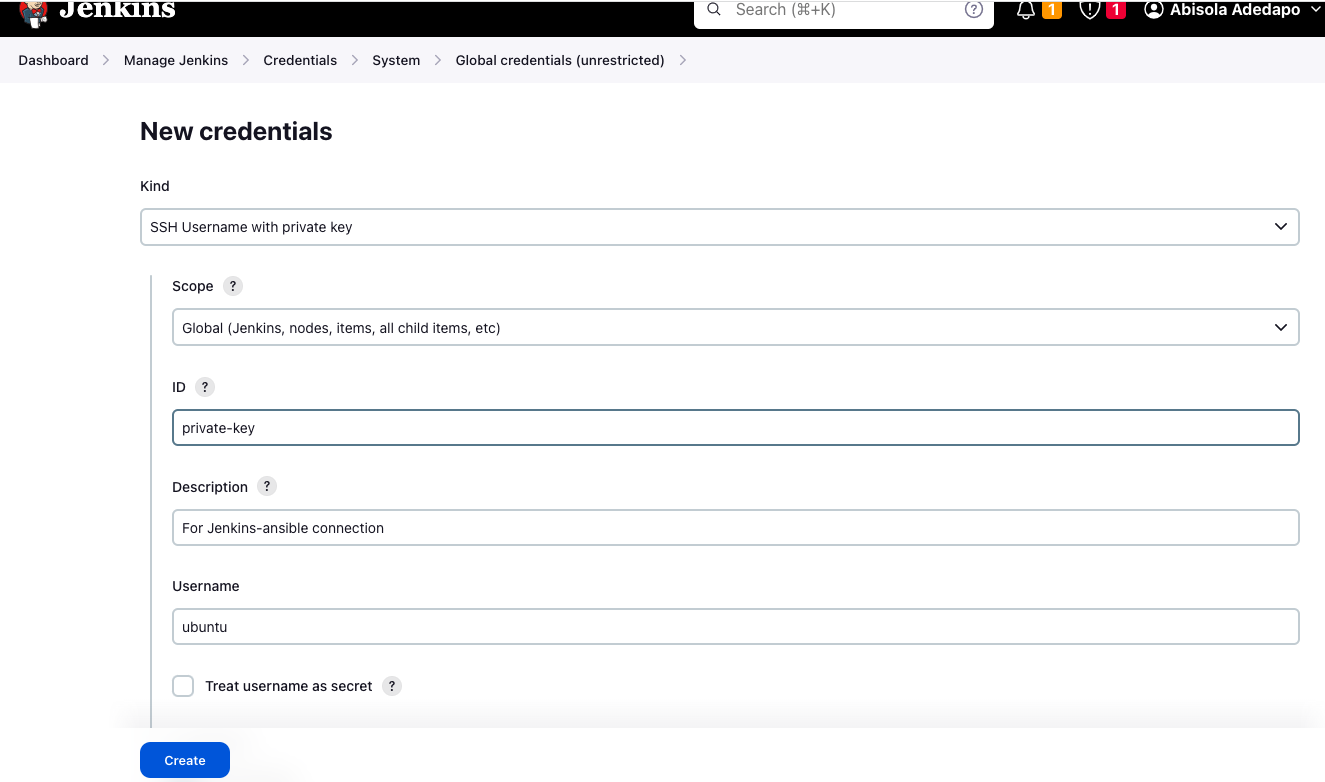 Jenkins
Search (⌘+K) ? 1 1 Abisola Adedapo
Dashboard Manage Jenkins Credentials System Global credentials (unrestricted)
New credentials
Kind
SSH Username with private key
Scope ?
Global (Jenkins, nodes, items, all child items, etc)
ID ?
private-key
Description ?
For Jenkins-ansible connection
Username
ubuntu
Treat username as secret ?
Create